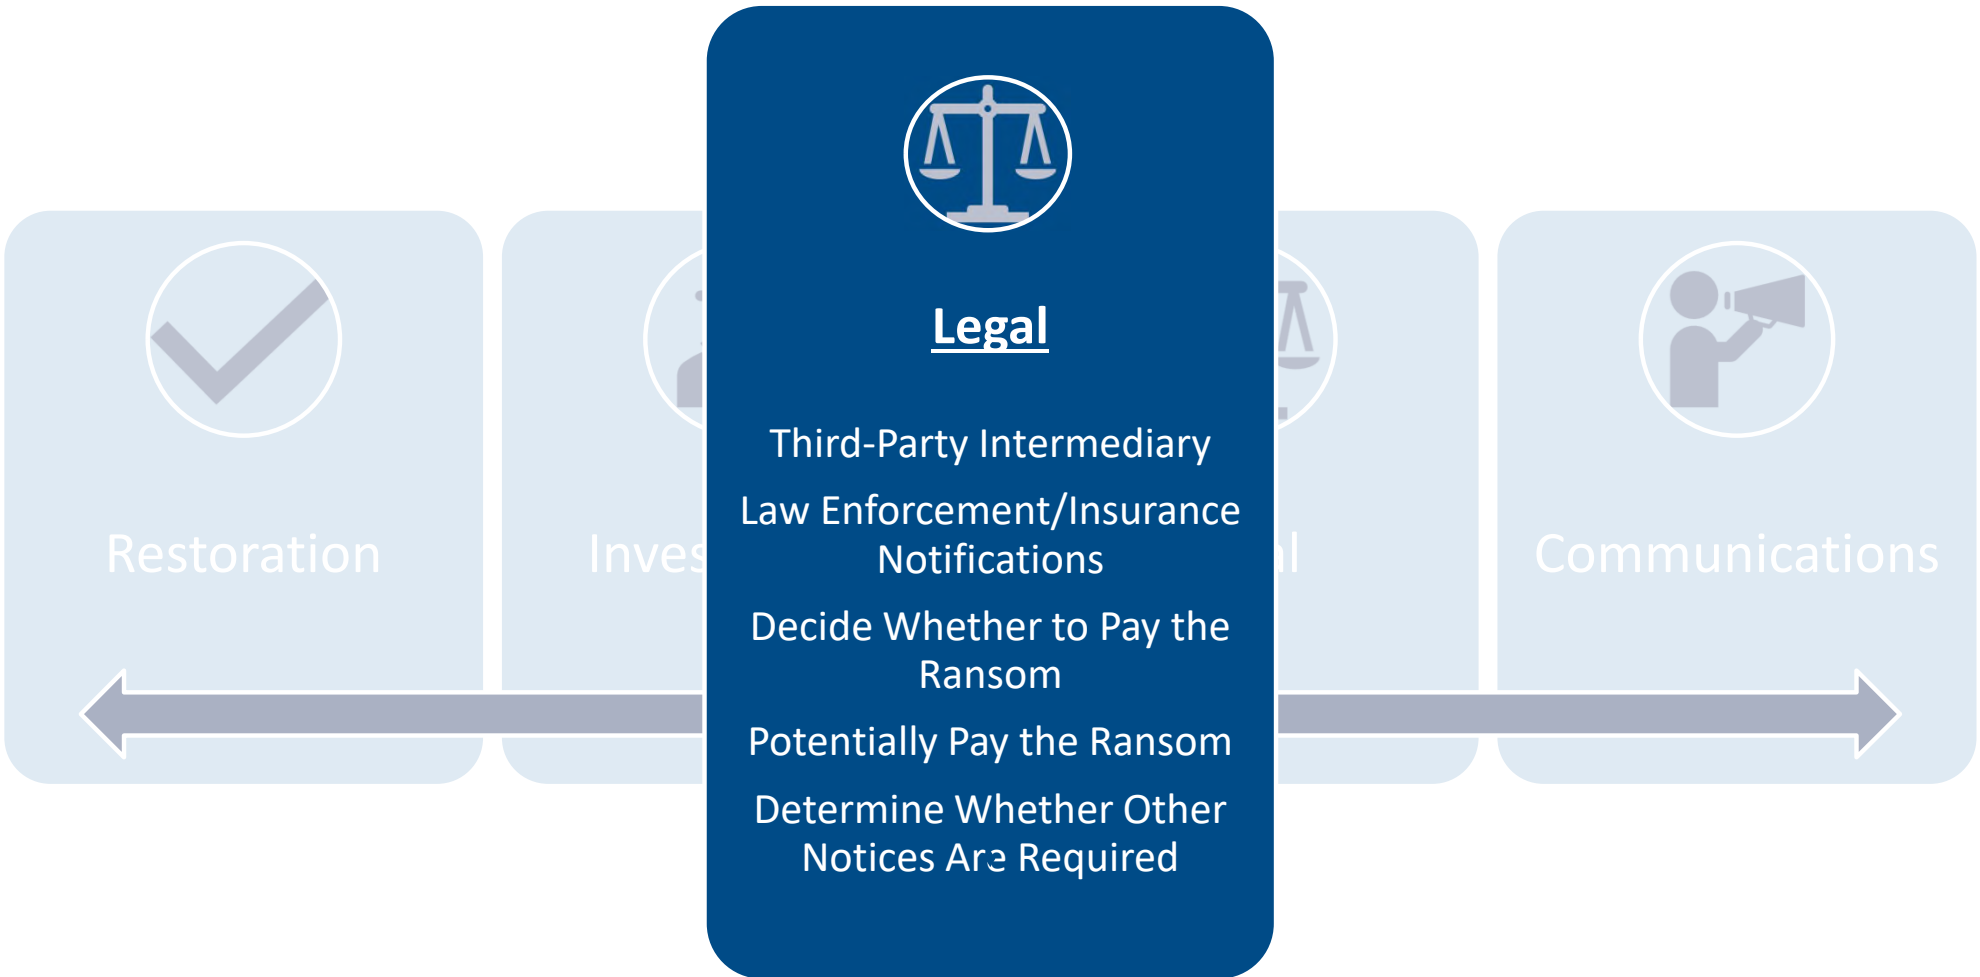 Legal
Third-Party Intermediary
Law Enforcement/Insurance
Notifications
Decide Whether to Pay the
Ransom
Potentially Pay the Ransom
Determine Whether Other
Notices Are Required
Restoration
Communications